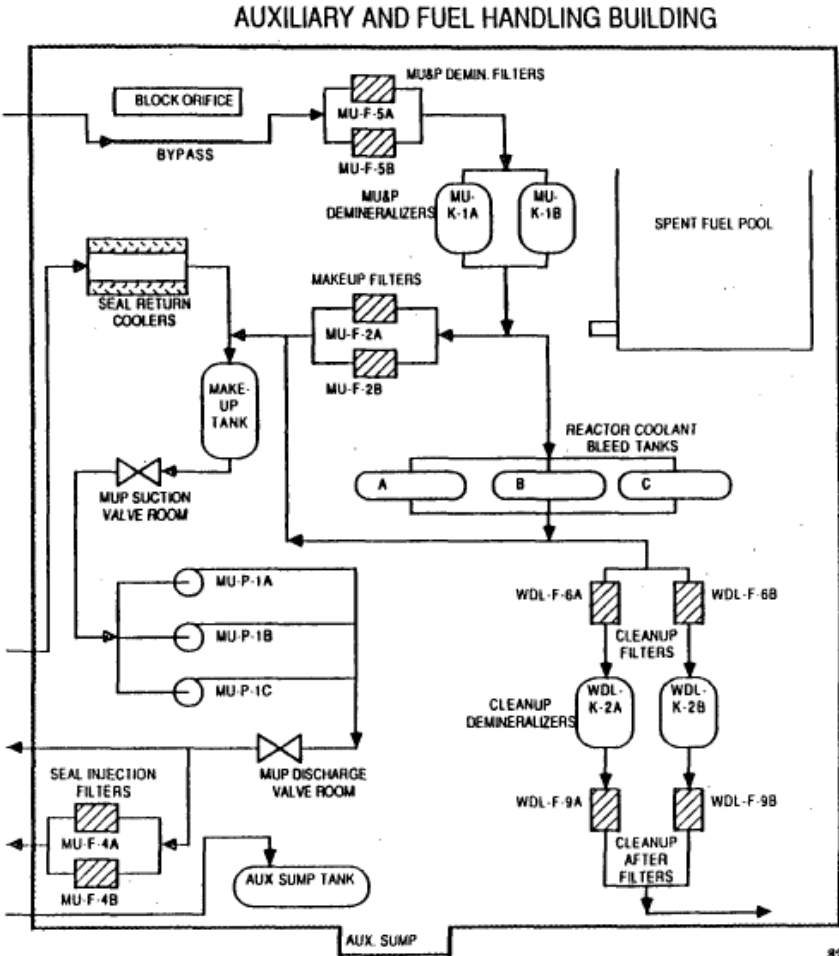 AUXILIARY AND FUEL HANDLING BUILDING
BLOCK ORIFICE
BYPASS
MU&P DEMIN. FILTERS
MU-F-5A
MU-F-5B
MU&P
DEMINERALIZERS
MU-
K-1A
MU-
K-1B
SPENT FUEL POOL
SEAL RETURN
COOLERS
MAKEUP FILTERS
MU-F-2A
MU-F-2B
MAKE-
UP
TANK
REACTOR COOLANT
BLEED TANKS
A
B
C
MUP SUCTION
VALVE ROOM
MU-P-1A
MU-P-1B
MU-P-1C
WDL-F-6A
WDL-F-6B
CLEANUP
FILTERS
CLEANUP
DEMINERALIZERS
WDL-
K-2A
WDL-
K-2B
MUP DISCHARGE
VALVE ROOM
SEAL INJECTION
FILTERS
MU-F-4A
MU-F-4B
WDL-F-9A
WDL-F-9B
CLEANUP
AFTER
FILTERS
AUX SUMP TANK
AUX. SUMP